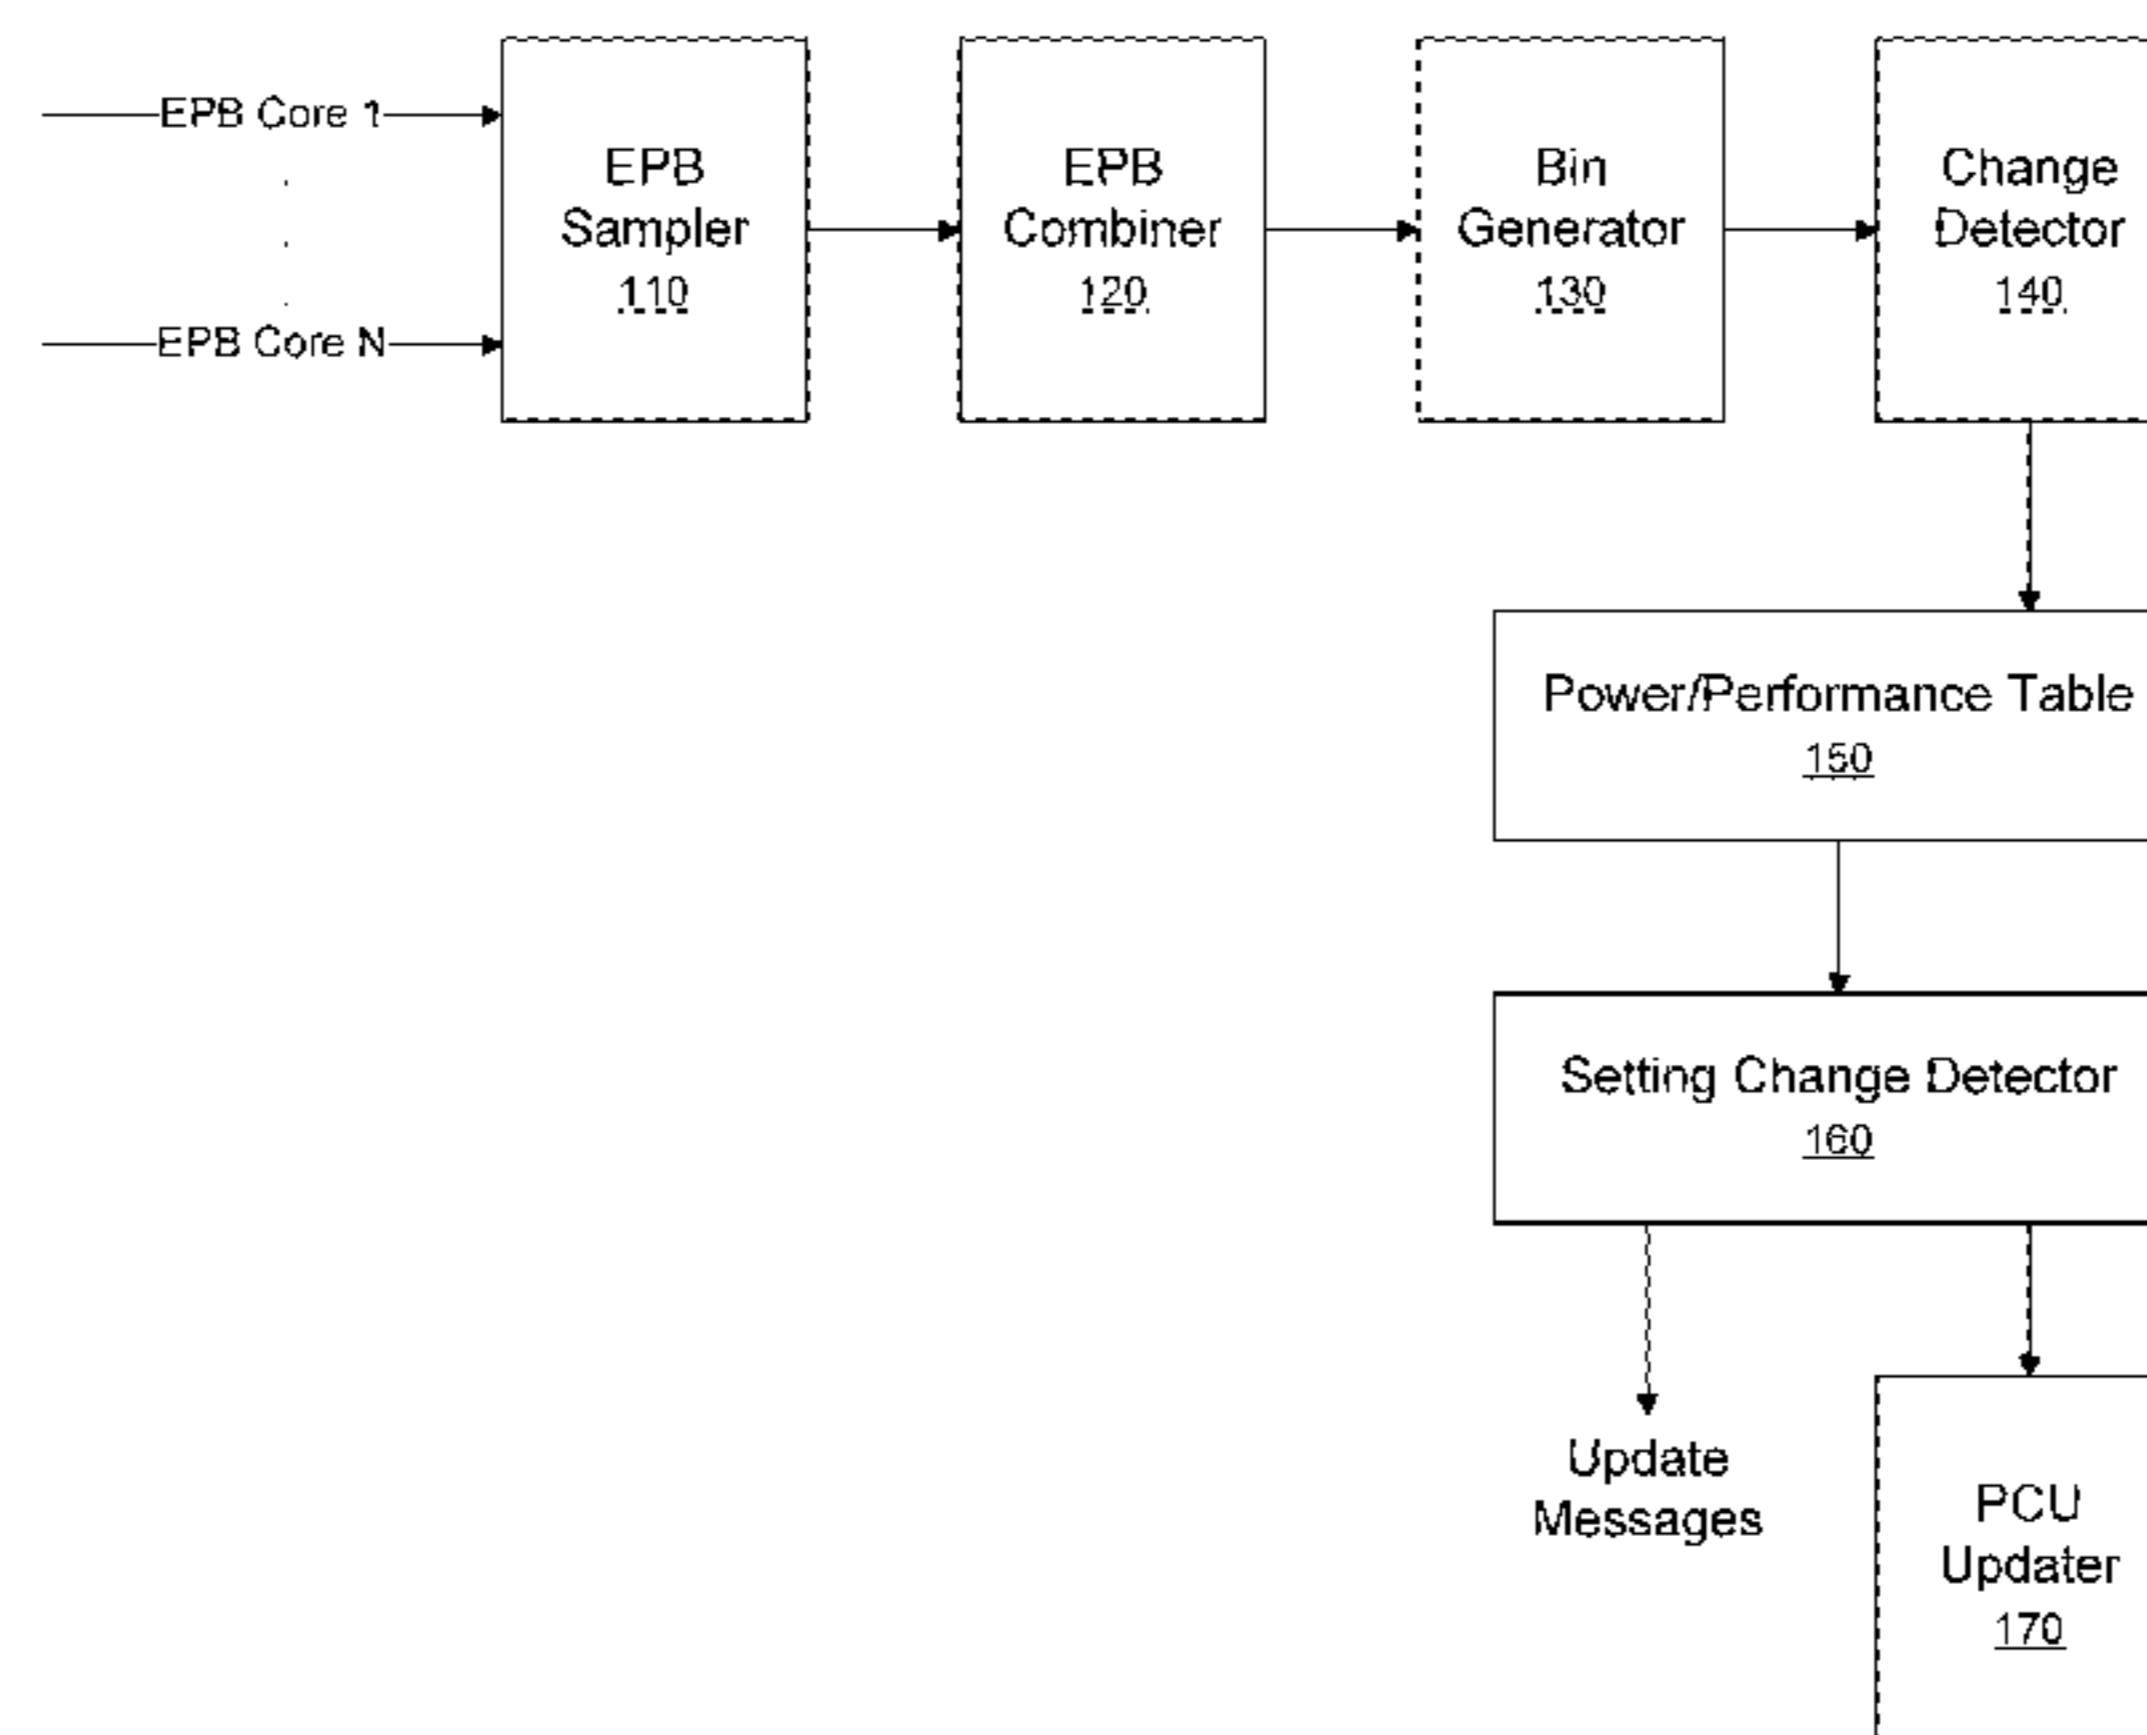 EPB Core 1
EPB Core N
EPB
Sampler
110
EPB
Combiner
120
Bin
Generator
130
Change
Detector
140
Power/Performance Table
150
Setting Change Detector
160
Update
Messages
PCU
Updater
170